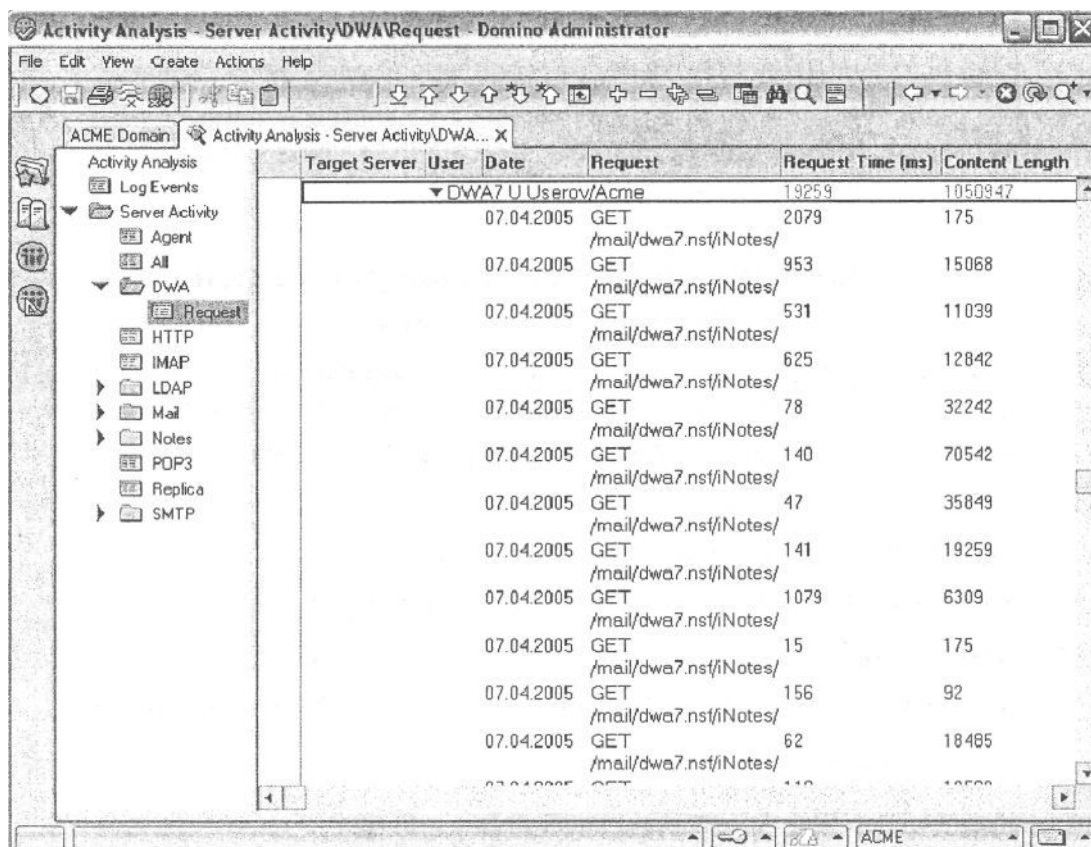 Activity Analysis - Server Activity\DWA\Request - Domino Administrator
File Edit View Create Actions Help
ACME Domain Activity Analysis - Server Activity\DWA... X
Activity Analysis
Log Events
Server Activity
Agent
All
DWA
Request
HTTP
IMAP
LDAP
Mail
Notes
POP3
Replica
SMTP
Target Server User Date Request Request Time (ms) Content Length
DWA7 U Userov/Acme 19259 1050947
07.04.2005 GET 2079 175
/mail/dwa7.nsf/iNotes/
07.04.2005 GET 953 15068
/mail/dwa7.nsf/iNotes/
07.04.2005 GET 531 11039
/mail/dwa7.nsf/iNotes/
07.04.2005 GET 625 12842
/mail/dwa7.nsf/iNotes/
07.04.2005 GET 78 32242
/mail/dwa7.nsf/iNotes/
07.04.2005 GET 140 70542
/mail/dwa7.nsf/iNotes/
07.04.2005 GET 47 35849
/mail/dwa7.nsf/iNotes/
07.04.2005 GET 141 19259
/mail/dwa7.nsf/iNotes/
07.04.2005 GET 1079 6309
/mail/dwa7.nsf/iNotes/
07.04.2005 GET 15 175
/mail/dwa7.nsf/iNotes/
07.04.2005 GET 156 92
/mail/dwa7.nsf/iNotes/
07.04.2005 GET 62 18485
/mail/dwa7.nsf/iNotes/
ACME